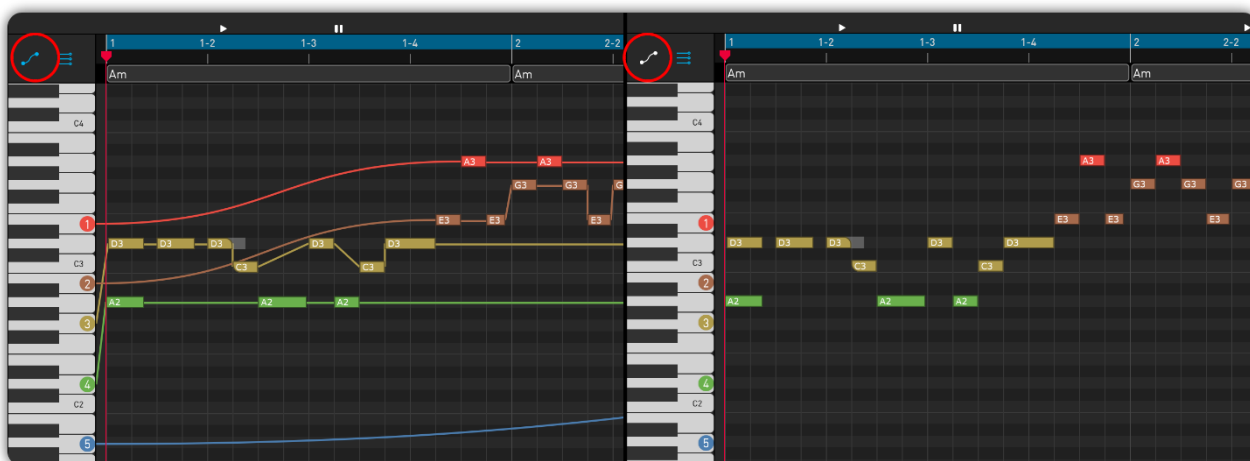 1 1-2 1-3 1-4 2 2-2
Am Am
C4
A3 A3
G3 G3 G
1 E3 E3 E3
D3 D3 D3 D3 D3
C3 C3 C3
2
A2 A2 A2
3
4
C2
5
1 1-2 1-3 1-4 2 2-2
Am Am
C4
A3 A3
G3 G3 G3
1 E3 E3 E3
D3 D3 D3 D3 D3
C3 C3 C3
2
A2 A2 A2
3
4
C2
5